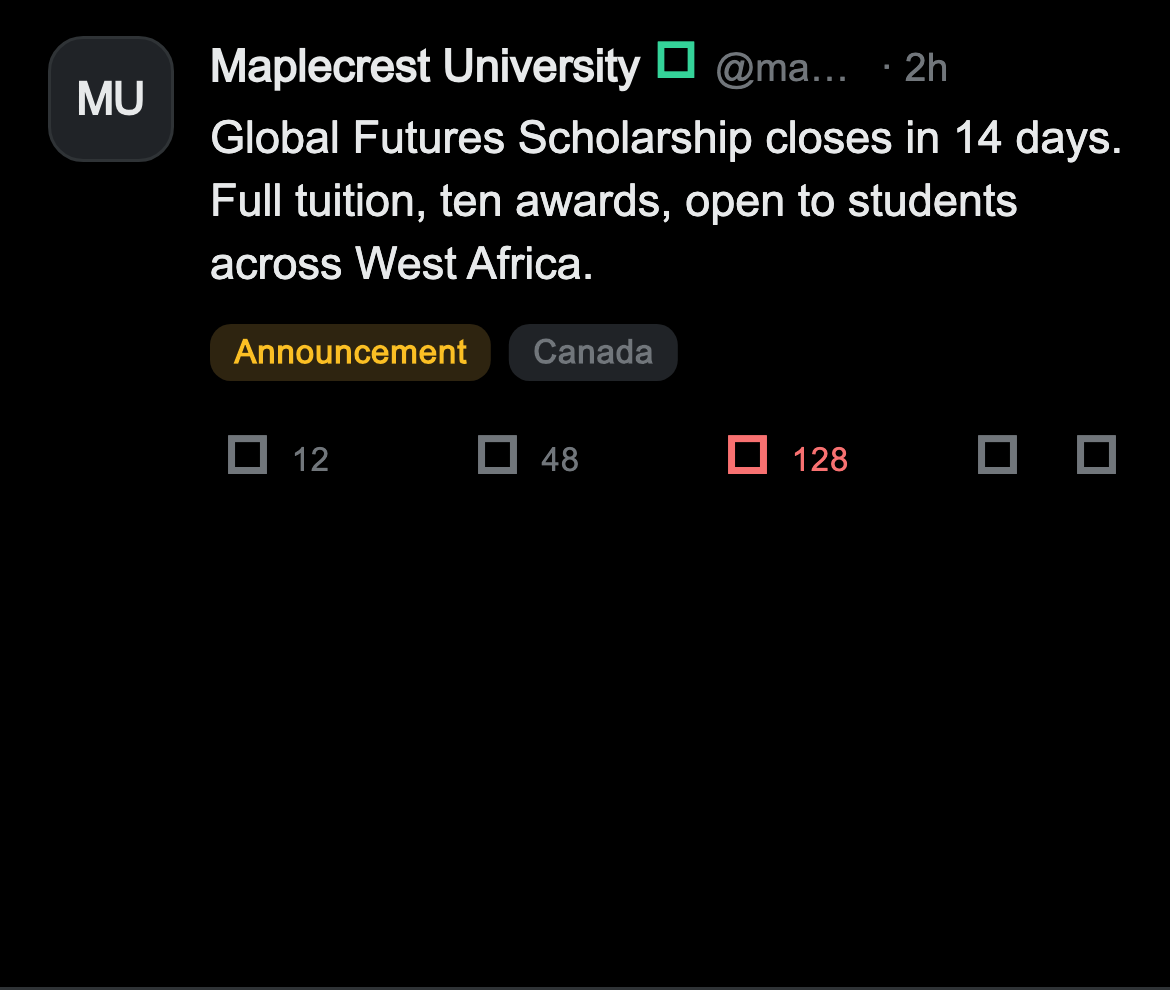 MU
Maplecrest University @ma… · 2h
Global Futures Scholarship closes in 14 days.
Full tuition, ten awards, open to students
across West Africa.
Announcement Canada
12 48 128